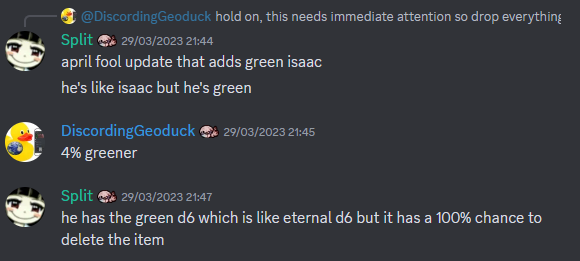 @DiscordingGeoduck hold on, this needs immediate attention so drop everything
Split 29/03/2023 21:44
april fool update that adds green isaac
he's like isaac but he's green
DiscordingGeoduck 29/03/2023 21:45
4% greener
Split 29/03/2023 21:47
he has the green d6 which is like eternal d6 but it has a 100% chance to
delete the item